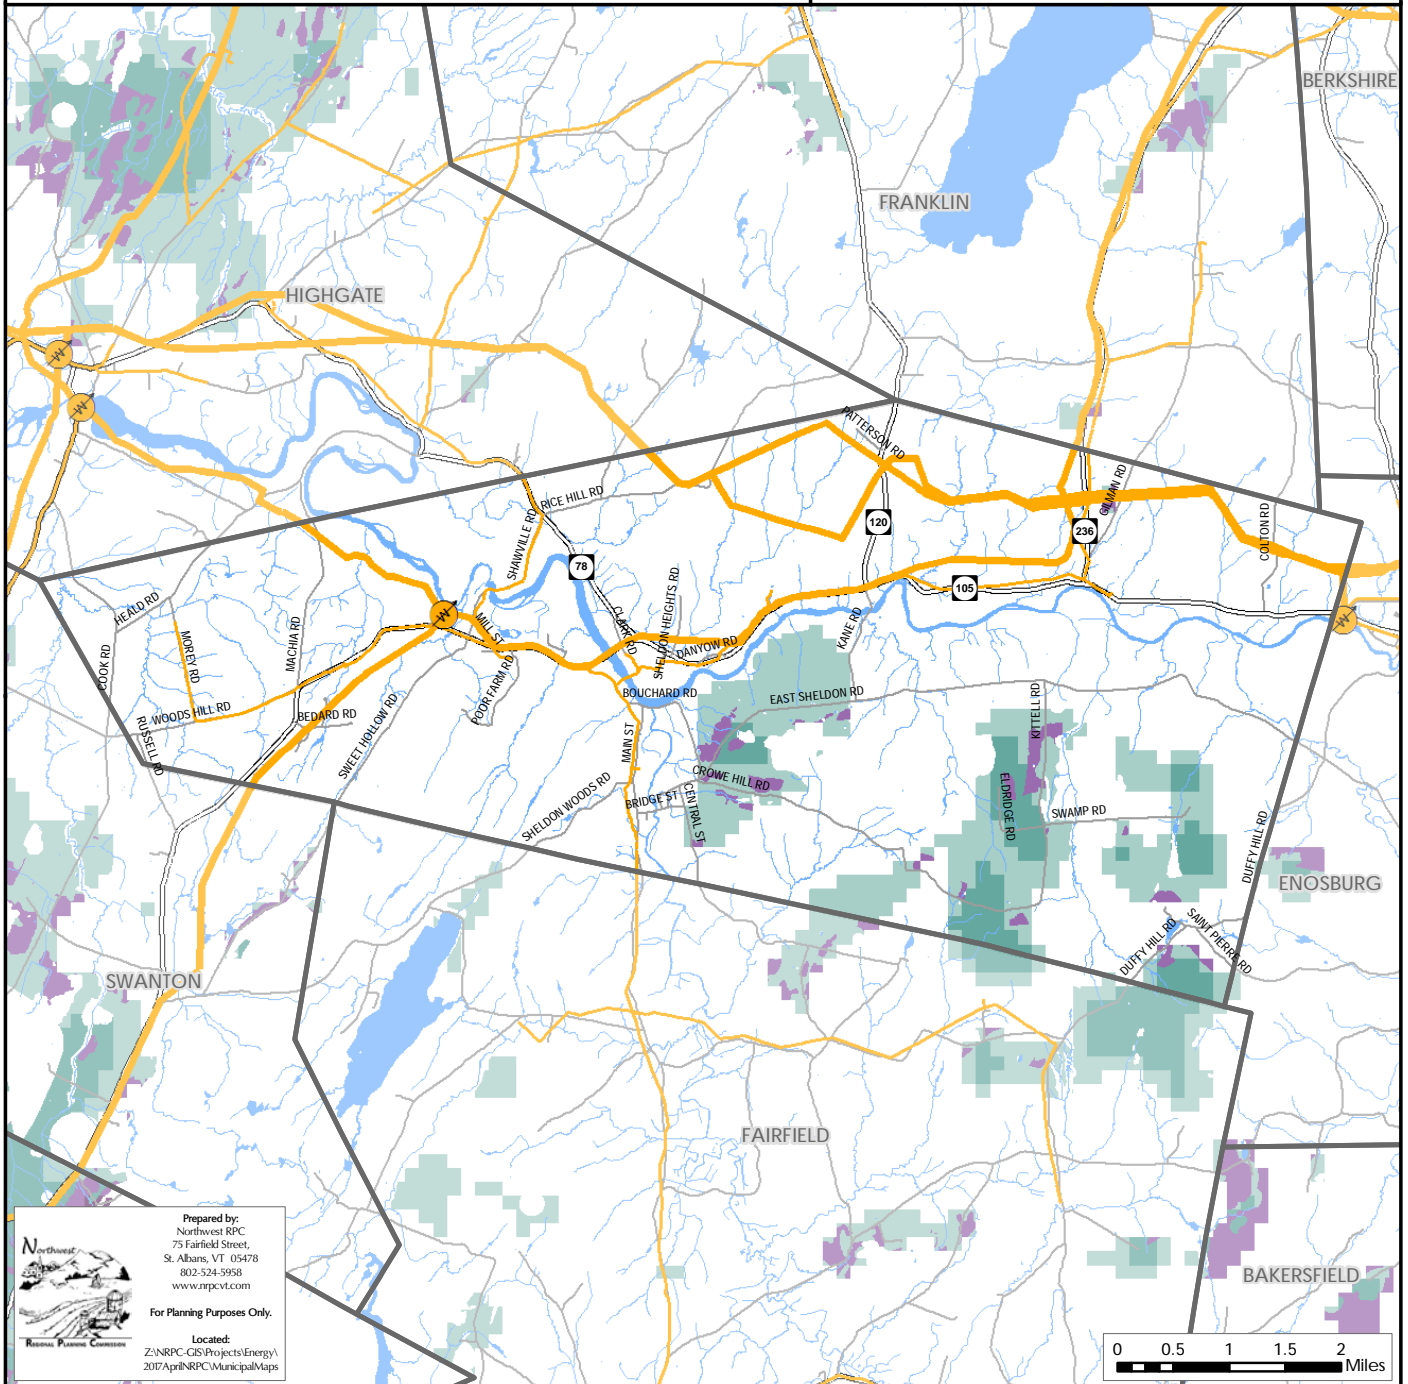 BERKSHIRE
FRANKLIN
HIGHGATE
PATTERSON RD
RICE HILL RD
GILMAN RD
SHAWVILLE RD
COLTON RD
120
236
78
105
HEALD RD
MOREY RD
MACHIA RD
COOK RD
MILL ST
CLARK RD
SHELDON HEIGHTS RD
DANYOW RD
KANE RD
POOR FARM RD
BOUCHARD RD
EAST SHELDON RD
KITTELL RD
WOODS HILL RD
RUSSELL RD
BEDARD RD
SWEET HOLLOW RD
MAIN ST
SHELDON WOODS RD
BRIDGE ST
CROWE HILL RD
CENTRAL ST
ELDRIDGE RD
SWAMP RD
DUFFY HILL RD
ENOSBURG
DUFFY HILL RD
SAINT PIERRE RD
SWANTON
FAIRFIELD
BAKERSFIELD
Northwest
REGIONAL PLANNING COMMISSION
Prepared by:
Northwest RPC
75 Fairfield Street,
St. Albans, VT 05478
802-524-5958
www.nrpcvt.com
For Planning Purposes Only.
Located:
Z:\NRPC-GIS\Projects\Energy\
2017AprilNRPC\MunicipalMaps
0 0.5 1 1.5 2
Miles